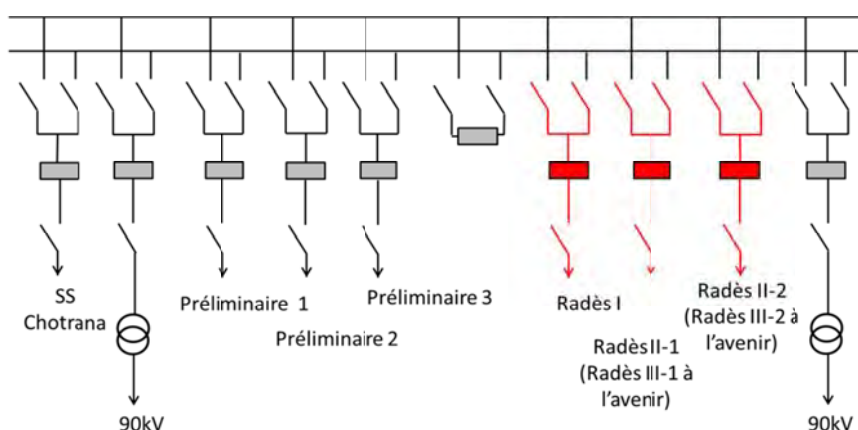 SS
Chotrana
90kV
Préliminaire 1
Préliminaire 2
Préliminaire 3
Radès I
Radès II-1
(Radès III-1 à
l'avenir)
Radès II-2
(Radès III-2 à
l'avenir)
90kV